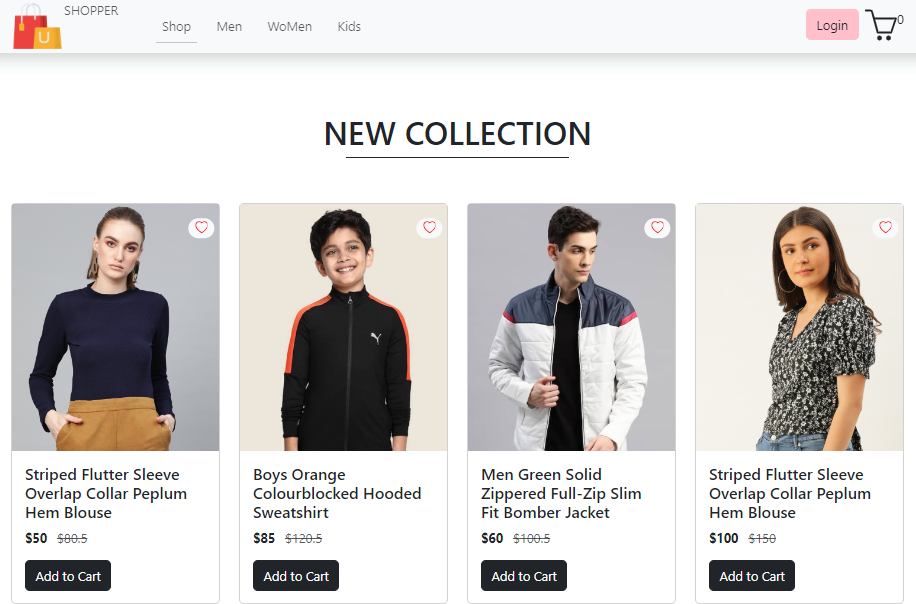 SHOPPER
Shop Men WoMen Kids
Login 0
U
NEW COLLECTION
Striped Flutter Sleeve
Overlap Collar Peplum
Hem Blouse
$50 $80.5
Add to Cart
Boys Orange
Colourblocked Hooded
Sweatshirt
$85 $120.5
Add to Cart
Men Green Solid
Zippered Full-Zip Slim
Fit Bomber Jacket
$60 $100.5
Add to Cart
Striped Flutter Sleeve
Overlap Collar Peplum
Hem Blouse
$100 $150
Add to Cart